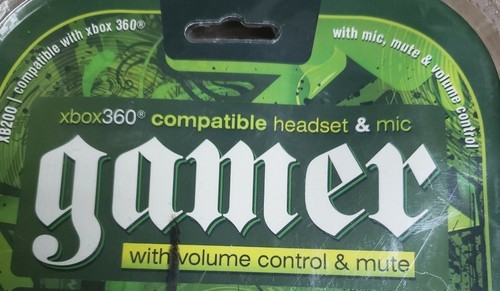 XB200 | compatible with xbox 360®
with mic, mute & volume control
xbox360® compatible headset & mic
gamer
with volume control & mute